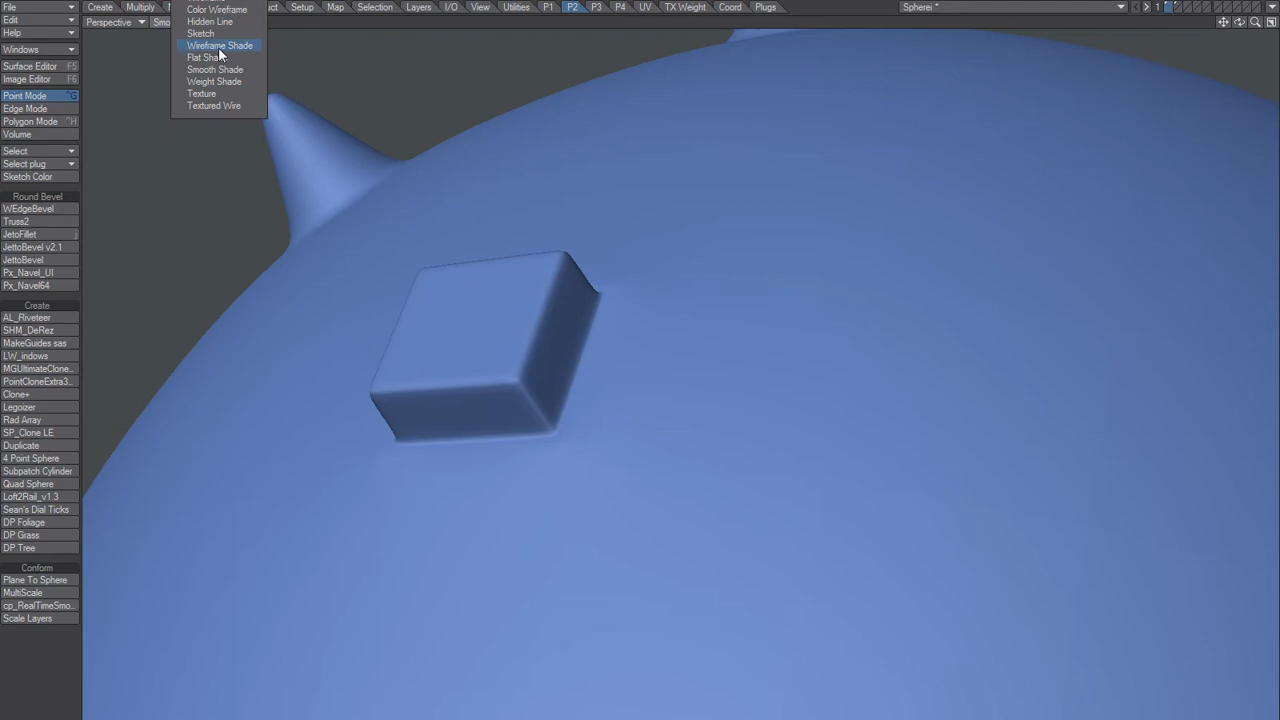 File
Create
Multiply
Setup
Map
Selection
Layers
I/O
View
Utilities
P1
P2
P3
P4
UV
TX Weight
Coord
Plugs
Spheere *
1
Edit
Perspective
Color Wireframe
Hidden Line
Sketch
Wireframe Shade
Smooth Shade
Weight Shade
Texture
Textured Wire
Help
Windows
Surface Editor F5
Image Editor F6
Point Mode ^G
Edge Mode
Polygon Mode ^H
Volume
Select
Select plug
Sketch Color
Round Bevel
WEdgeBevel
Truss2
JetoFillet j
JettoBevel v2.1
JettoBevel
Px_Navel_UI
Px_Navel64
Create
AL_Riveteer
SHM_DeRez
MakeGuides sas
LW_indows
MGUltimateClone...
PointCloneExtra3...
Clone+
Legoizer
Rad Array
SP_Clone LE
Duplicate
4 Point Sphere
Subpatch Cylinder
Quad Sphere
Loft2Rail_v1.3
Sean's Dial Ticks
DP Foliage
DP Grass
DP Tree
Conform
Plane To Sphere
MultiScale
cp_RealTimeSmo...
Scale Layers